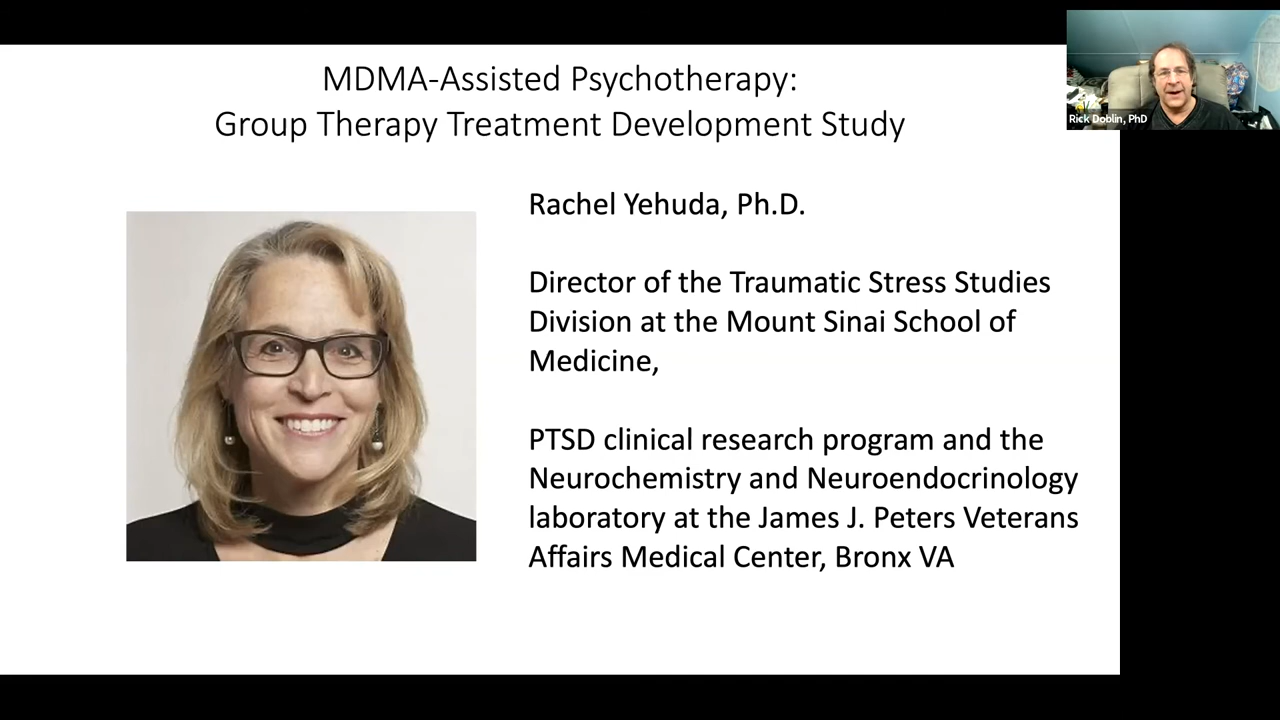 MDMA-Assisted Psychotherapy:
Group Therapy Treatment Development Study
Rick Doblin, PhD
Rachel Yehuda, Ph.D.
Director of the Traumatic Stress Studies
Division at the Mount Sinai School of
Medicine,
PTSD clinical research program and the
Neurochemistry and Neuroendocrinology
laboratory at the James J. Peters Veterans
Affairs Medical Center, Bronx VA